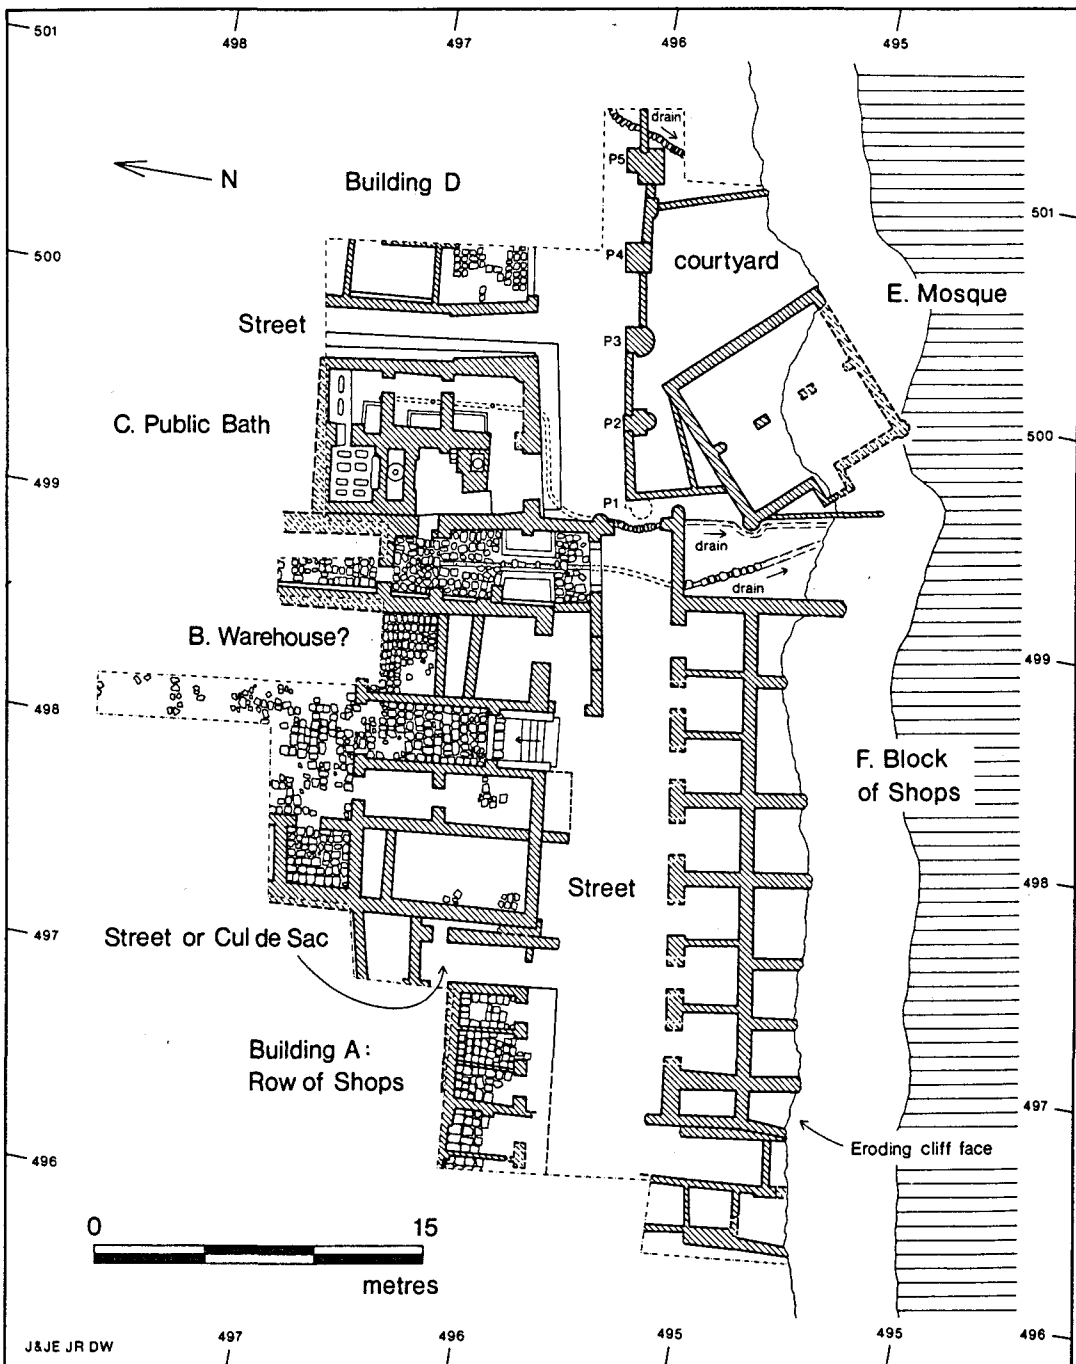 501
498
497
496
495
drain
P5
N
Building D
501
500
P4
courtyard
E. Mosque
Street
P3
C. Public Bath
P2
500
499
P1
drain
drain
B. Warehouse?
499
498
F. Block
of Shops
Street
498
497
Street or Cul de Sac
Building A:
Row of Shops
497
Eroding cliff face
496
0
15
metres
J&JE JR DW
497
496
495
495
496